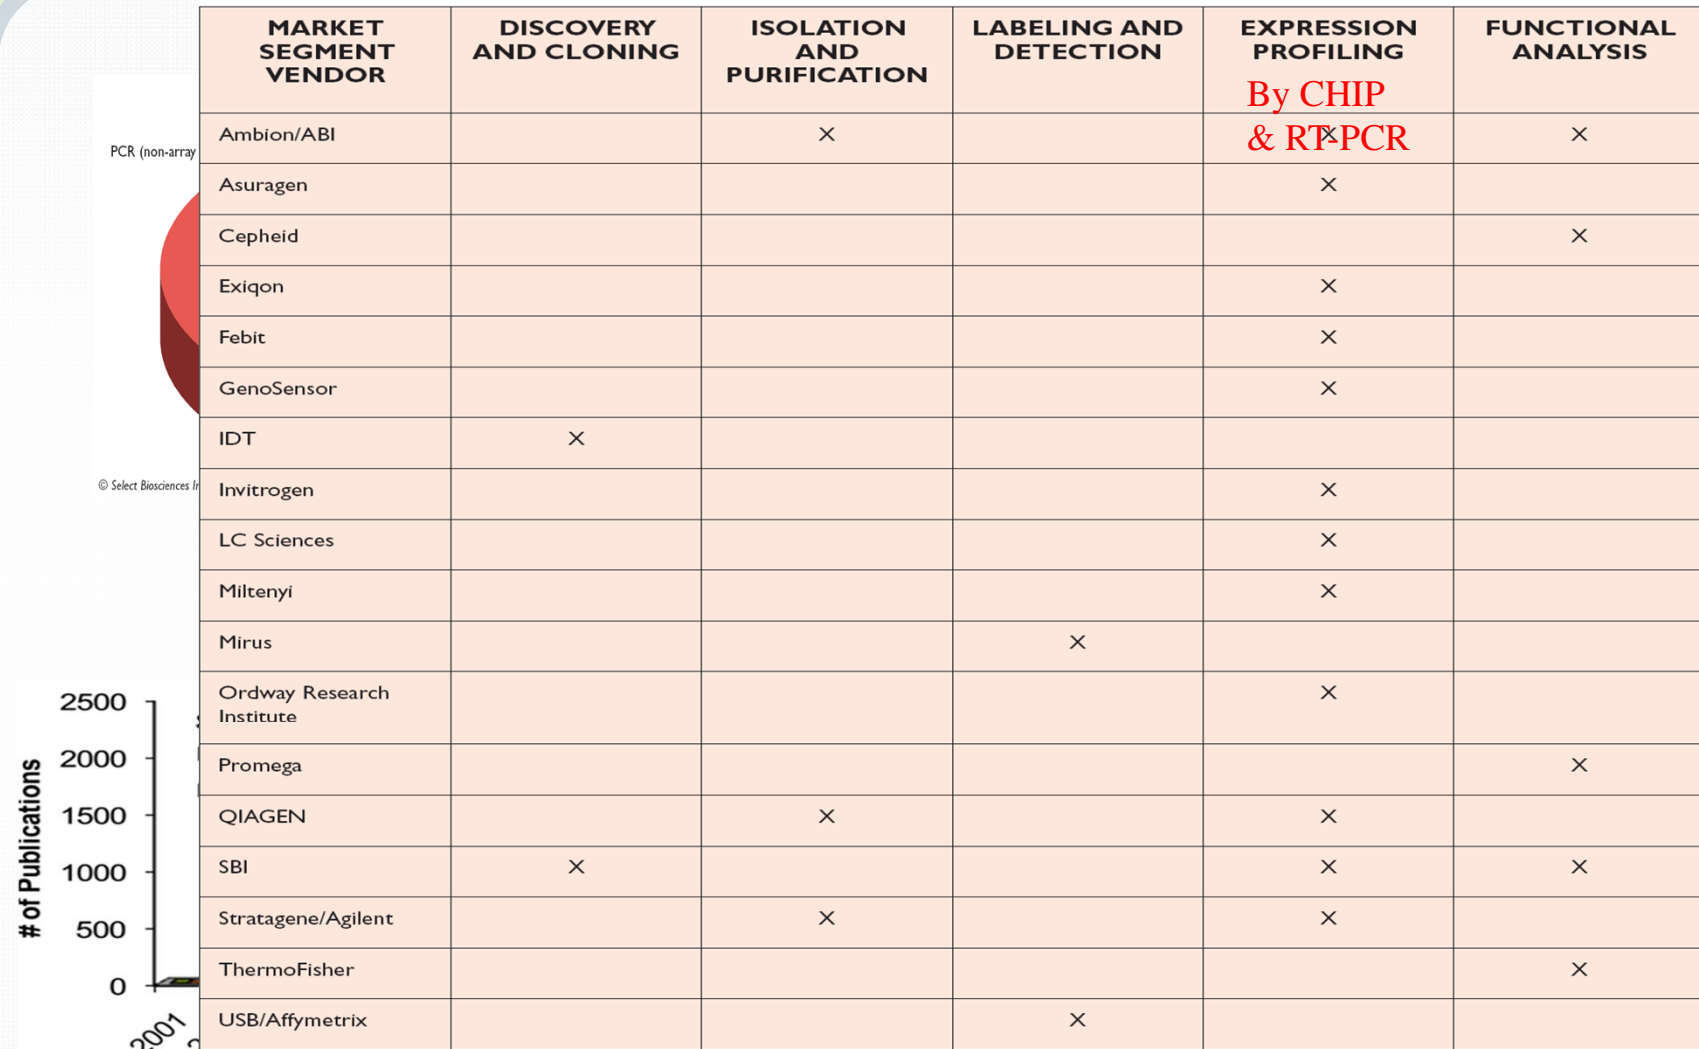 MARKET
SEGMENT
VENDOR
DISCOVERY
AND CLONING
ISOLATION
AND
PURIFICATION
LABELING AND
DETECTION
EXPRESSION
PROFILING
FUNCTIONAL
ANALYSIS
By CHIP
& RT-PCR
Ambion/ABI X X X
Asuragen X
Cepheid X
Exiqon X
Febit X
GenoSensor X
IDT X
Invitrogen X
LC Sciences X
Miltenyi X
Mirus X
Ordway Research X
Institute
Promega X
QIAGEN X X
SBI X X X
Stratagene/Agilent X X
ThermoFisher X
USB/Affymetrix X
PCR (non-array
© Select Biosciences
# of Publications
2500
2000
1500
1000
500
0
2001